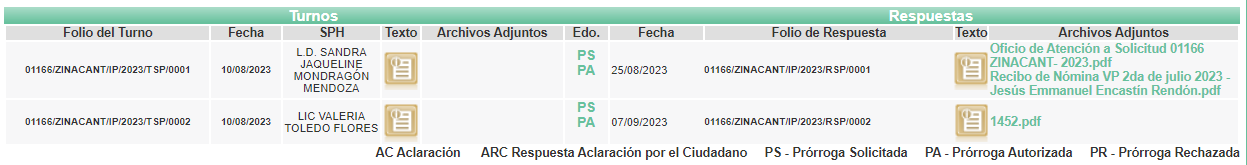 Turnos Respuestas
Folio del Turno Fecha SPH Texto Archivos Adjuntos Edo. Fecha Folio de Respuesta Texto Archivos Adjuntos
01166/ZINACANT/IP/2023/TSP/0001 10/08/2023
L.D. SANDRA
JAQUELINE
MONDRAGÓN
MENDOZA
PS
PA
25/08/2023 01166/ZINACANT/IP/2023/RSP/0001
Oficio de Atención a Solicitud 01166
ZINACANT- 2023.pdf
Recibo de Nómina VP 2da de julio 2023 -
Jesús Emmanuel Encastín Rendón.pdf
01166/ZINACANT/IP/2023/TSP/0002 10/08/2023
LIC VALERIA
TOLEDO FLORES
PS
PA
07/09/2023 01166/ZINACANT/IP/2023/RSP/0002
1452.pdf
AC Aclaración ARC Respuesta Aclaración por el Ciudadano PS - Prórroga Solicitada PA - Prórroga Autorizada PR - Prórroga Rechazada